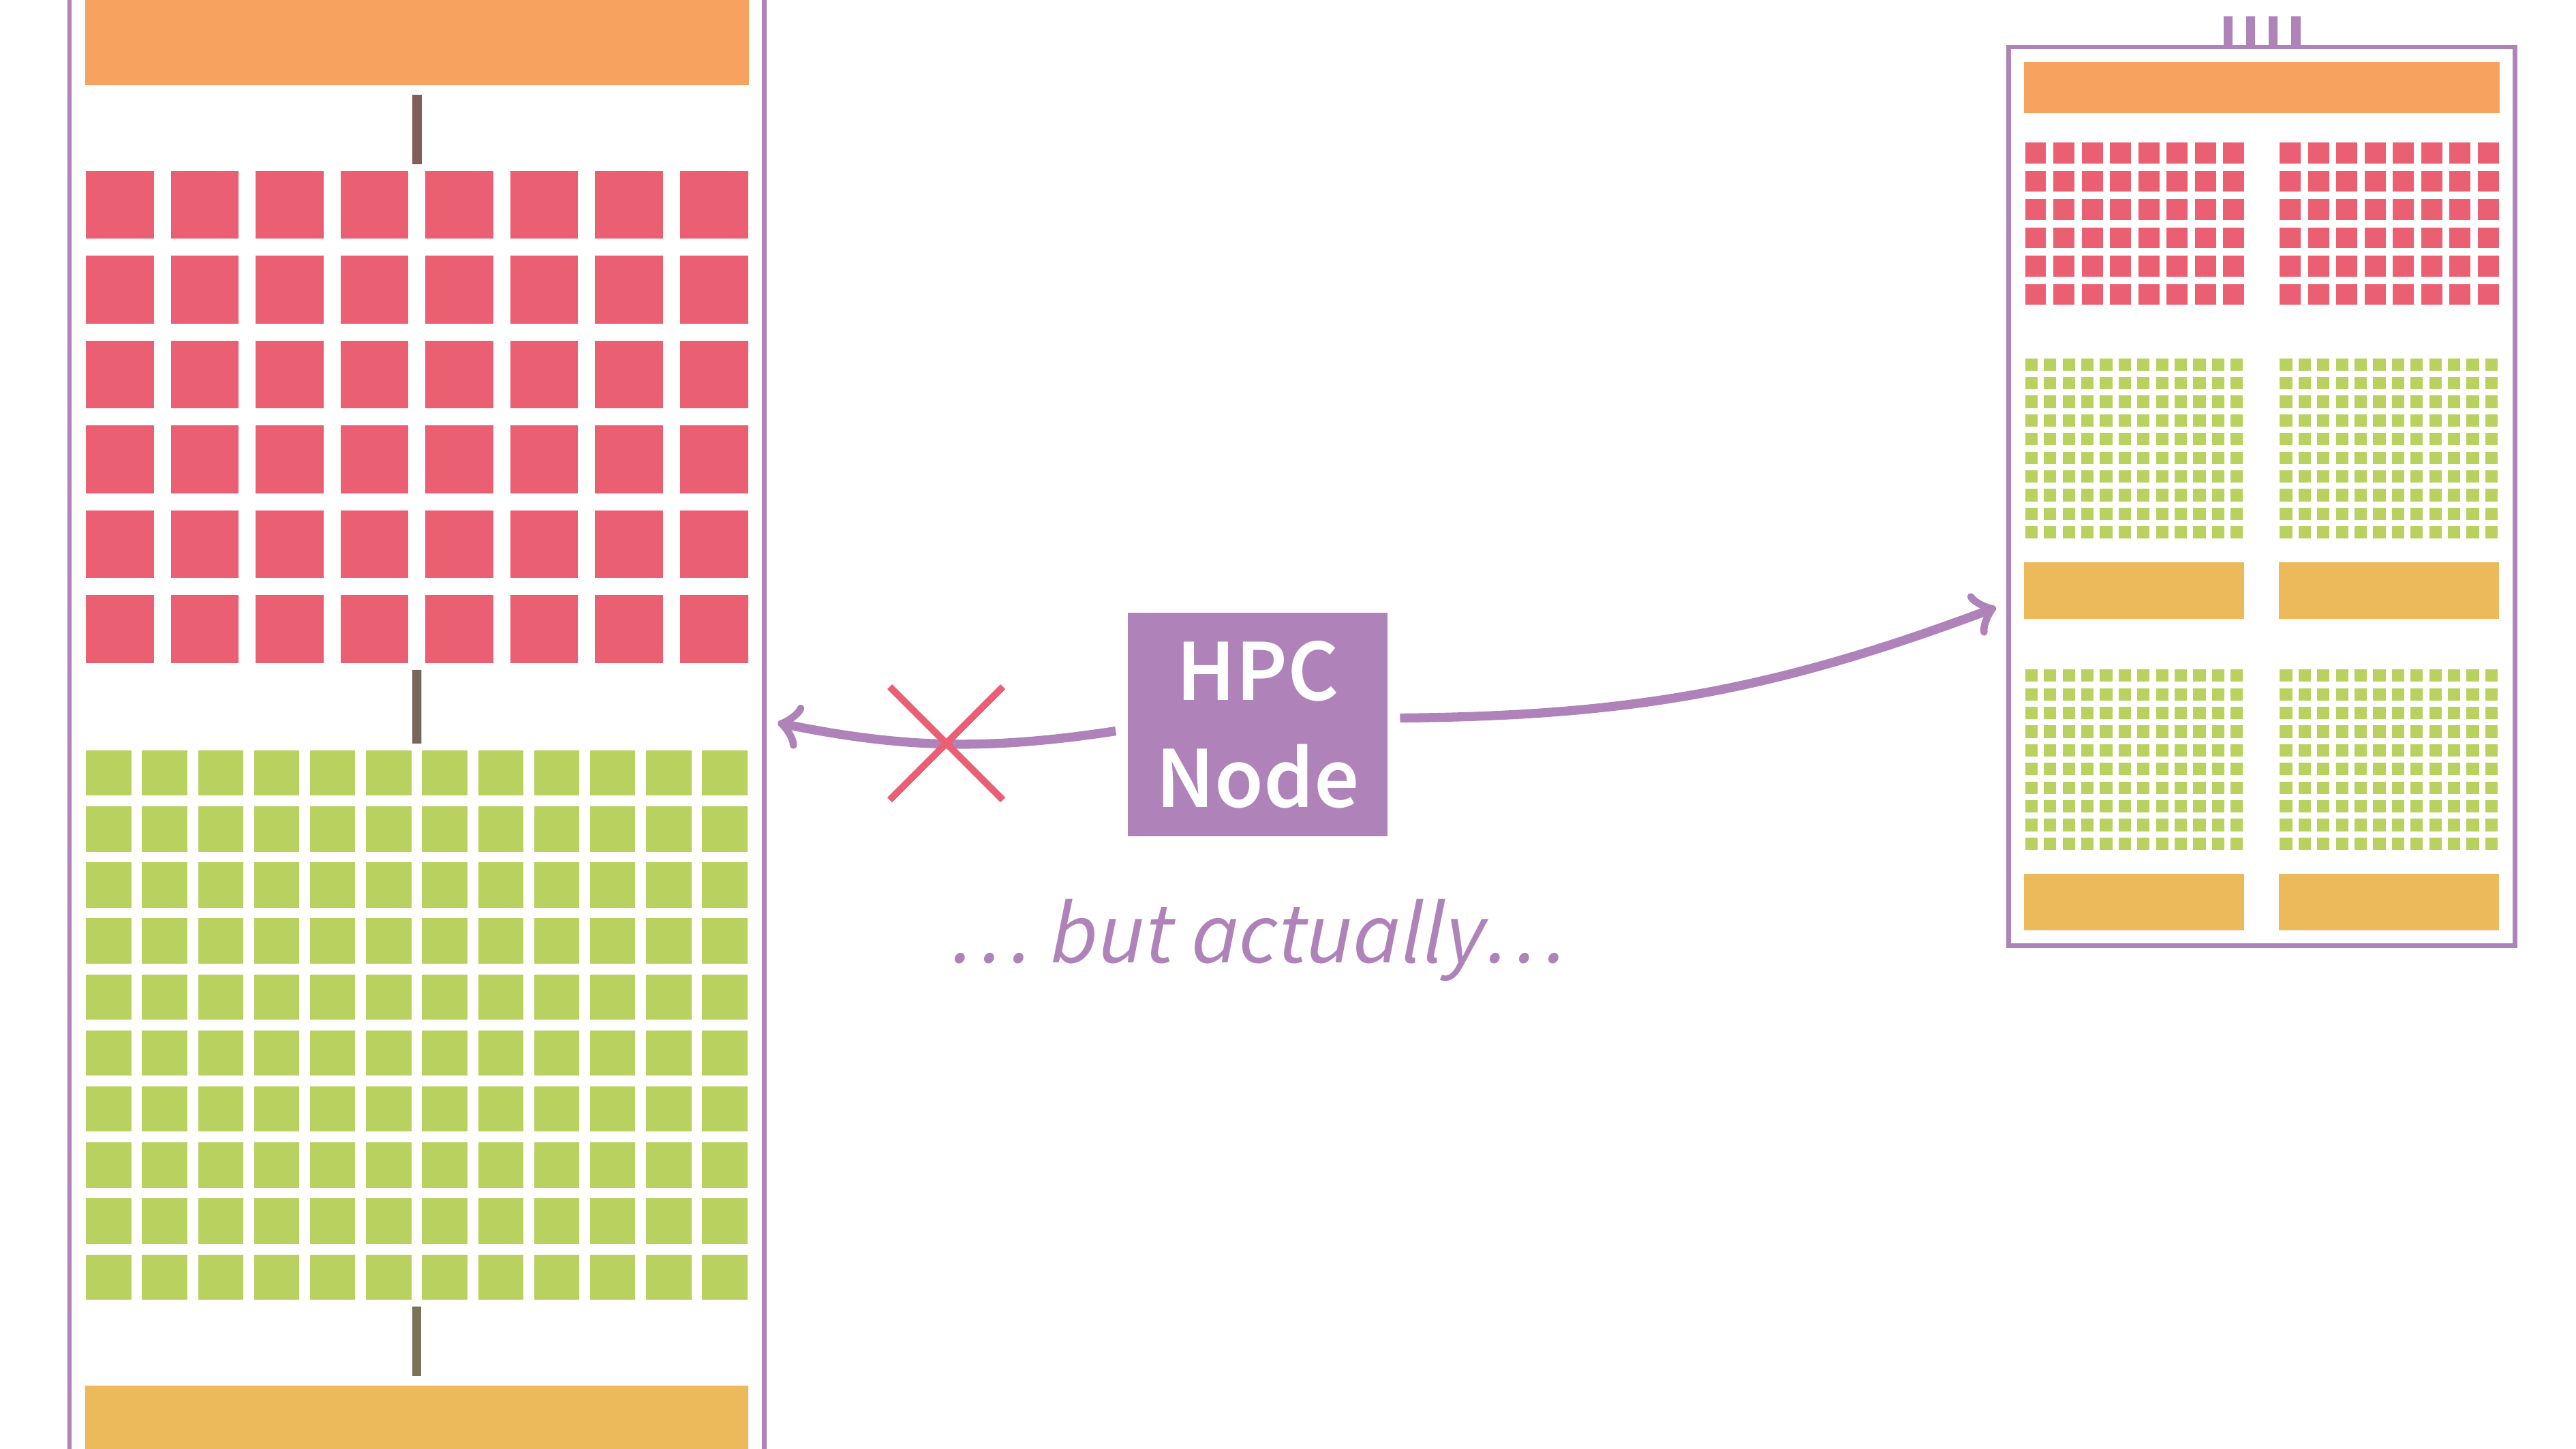 HPC
Node
… but actually…